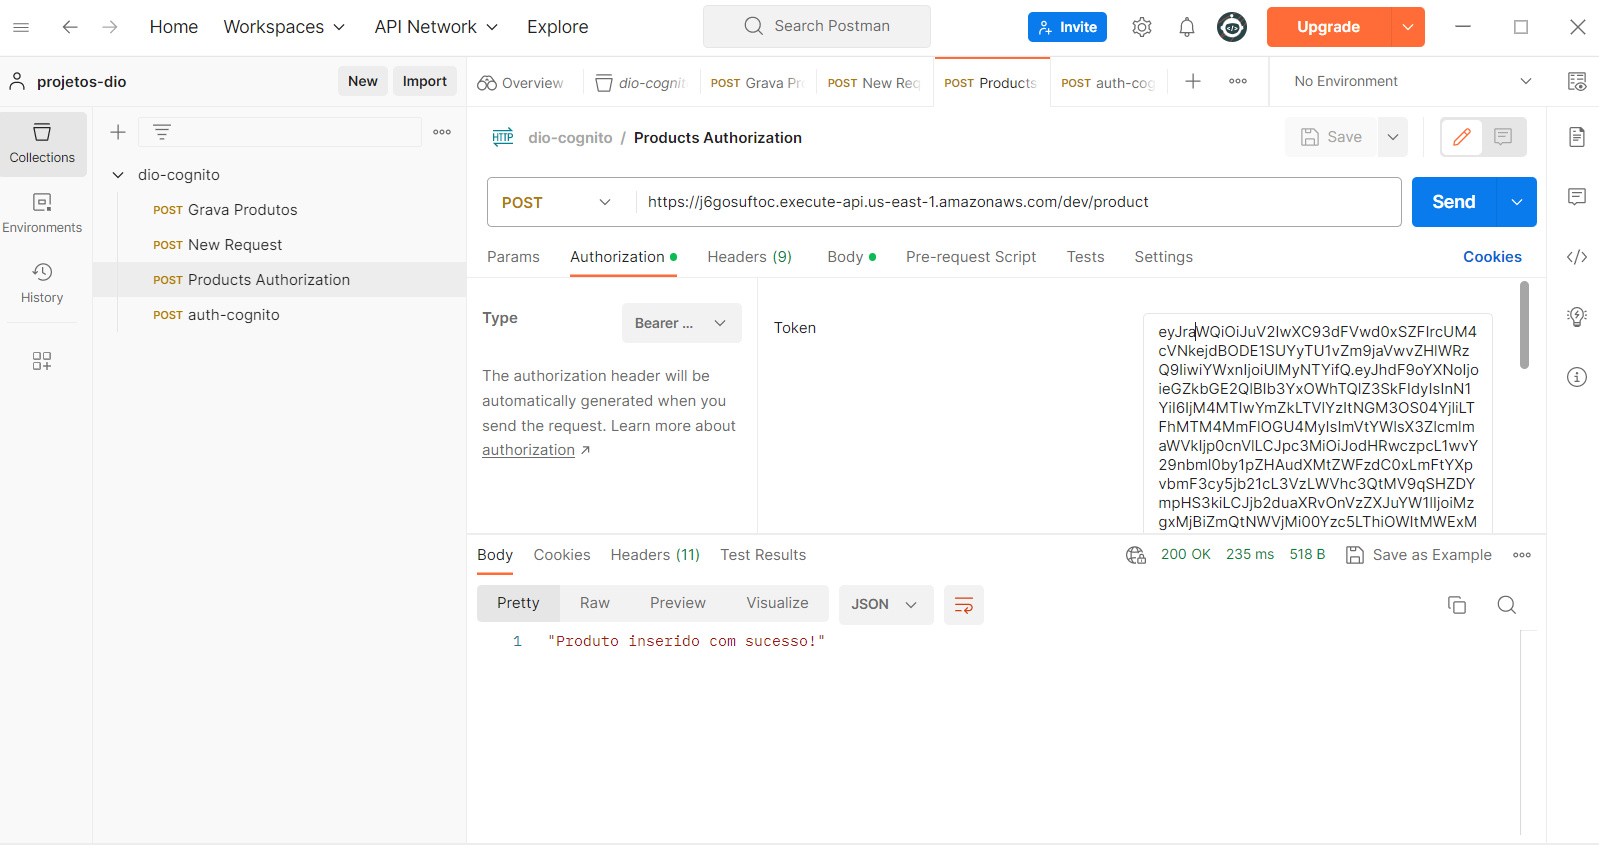 Home Workspaces API Network Explore Search Postman Invite Upgrade
projetos-dio New Import
Overview dio-cognit POST Grava Pr POST New Req POST Products POST auth-cog No Environment
Collections
Environments
History
dio-cognito
POST Grava Produtos
POST New Request
POST Products Authorization
POST auth-cognito
HTTP dio-cognito / Products Authorization Save
POST https://j6gosuftoc.execute-api.us-east-1.amazonaws.com/dev/product Send
Params Authorization Headers (9) Body Pre-request Script Tests Settings Cookies
Type Bearer ...
The authorization header will be
automatically generated when you
send the request. Learn more about
authorization ↗
Token
Body Cookies Headers (11) Test Results 200 OK 235 ms 518 B Save as Example
Pretty Raw Preview Visualize JSON
1 "Produto inserido com sucesso!"